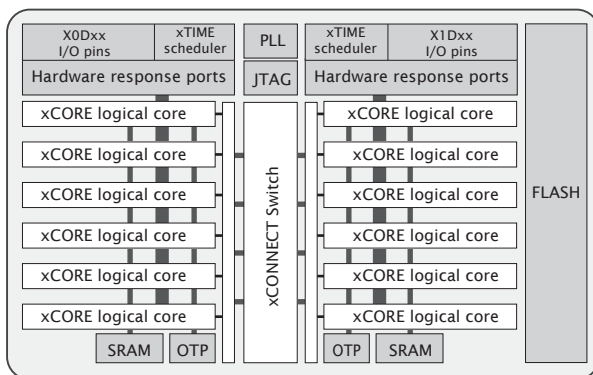 X0Dxx
I/O pins
xTIME
scheduler
PLL
xTIME
scheduler
X1Dxx
I/O pins
Hardware response ports
JTAG
Hardware response ports
xCORE logical core
xCORE logical core
xCORE logical core
xCORE logical core
xCORE logical core
xCORE logical core
xCONNECT Switch
xCORE logical core
xCORE logical core
xCORE logical core
xCORE logical core
xCORE logical core
xCORE logical core
FLASH
SRAM
OTP
OTP
SRAM